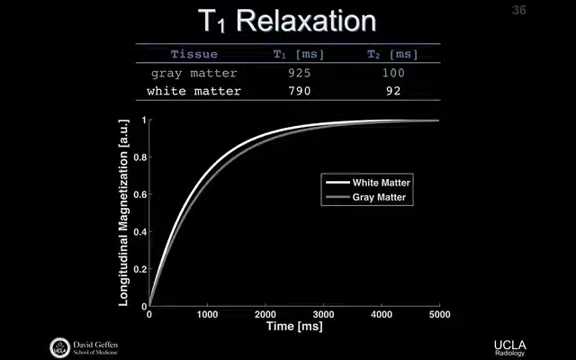 36
T1 Relaxation
Tissue T1 [ms] T2 [ms]
gray matter 925 100
white matter 790 92
Longitudinal Magnetization [a.u.]
1
0.8
0.6
0.4
0.2
0
White Matter
Gray Matter
0 1000 2000 3000 4000 5000
Time [ms]
UCLA
David Geffen
School of Medicine
UCLA
Radiology